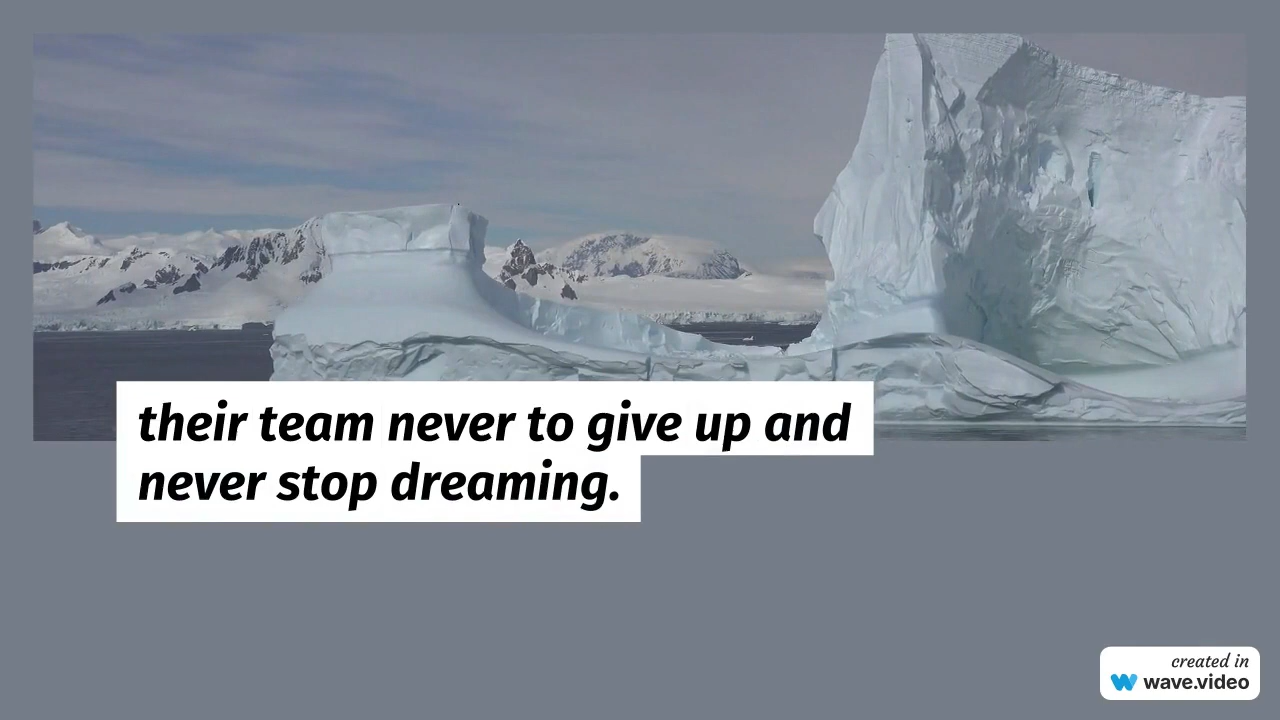 their team never to give up and
never stop dreaming.
created in
wave.video